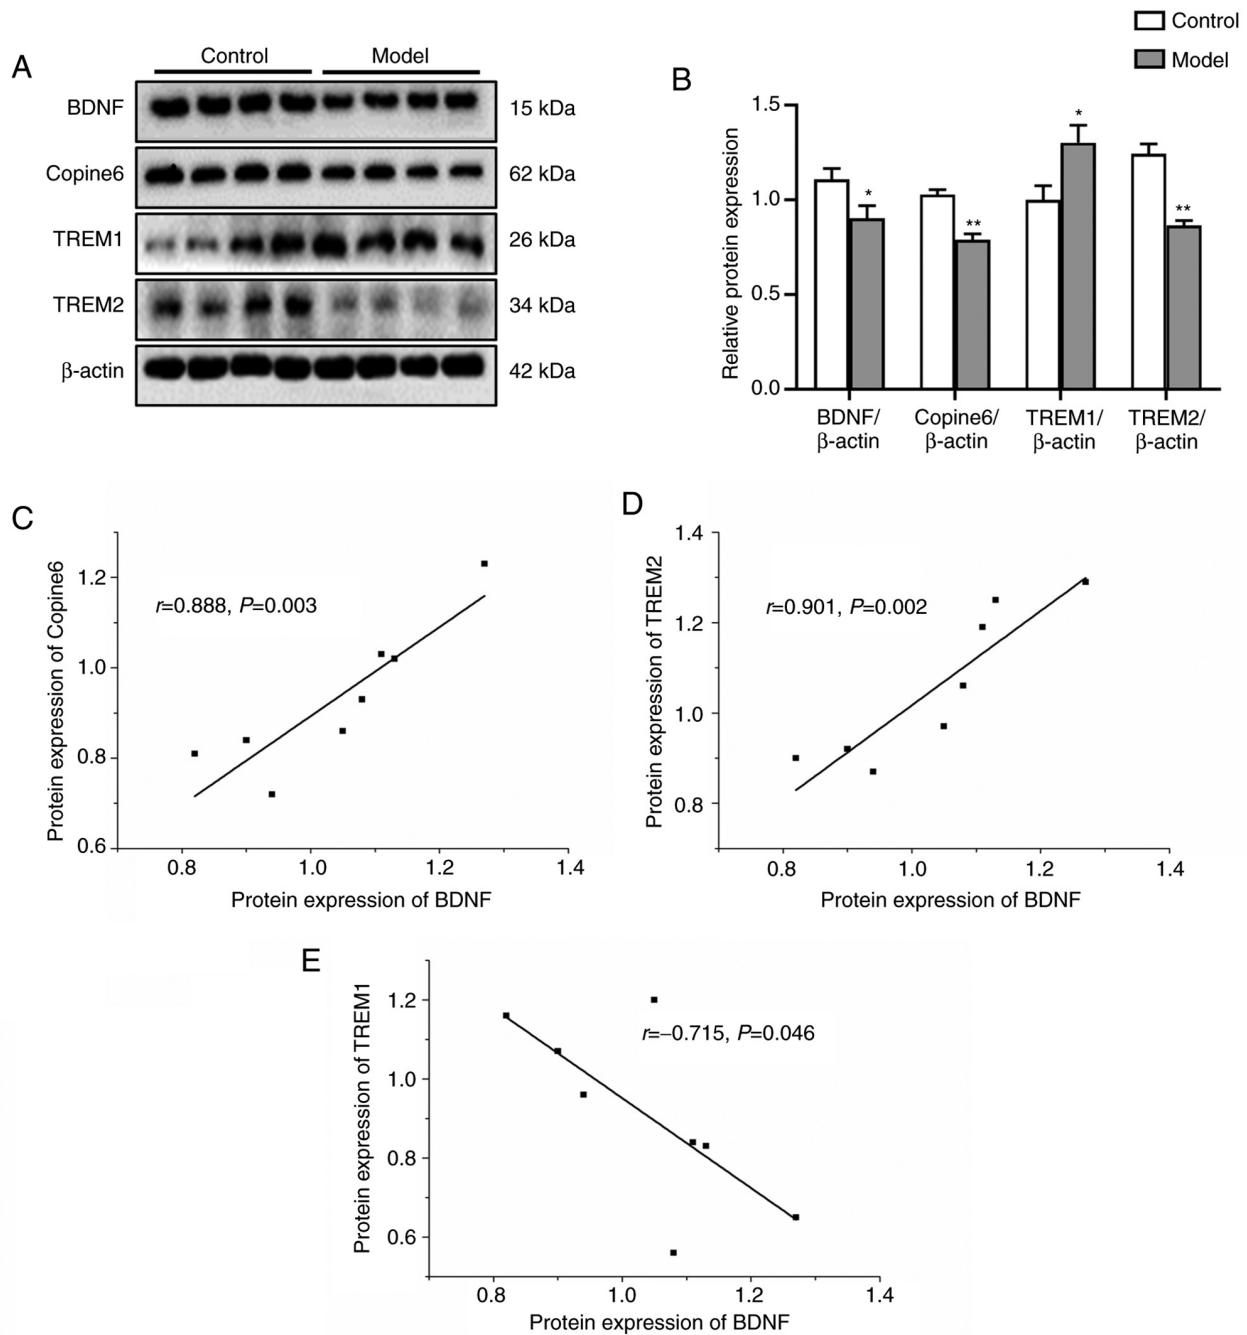 A
Control Model
BDNF 15 kDa
Copine6 62 kDa
TREM1 26 kDa
TREM2 34 kDa
β-actin 42 kDa
B
Control
Model
Relative protein expression
1.5
1.0
0.5
0.0
*
**
*
**
BDNF/ Copine6/ TREM1/ TREM2/
β-actin β-actin β-actin β-actin
C
Protein expression of Copine6
1.2
1.0
0.8
0.6
r=0.888, P=0.003
0.8 1.0 1.2 1.4
Protein expression of BDNF
D
Protein expression of TREM2
1.4
1.2
1.0
0.8
r=0.901, P=0.002
0.8 1.0 1.2 1.4
Protein expression of BDNF
E
Protein expression of TREM1
1.2
1.0
0.8
0.6
r=−0.715, P=0.046
0.8 1.0 1.2 1.4
Protein expression of BDNF